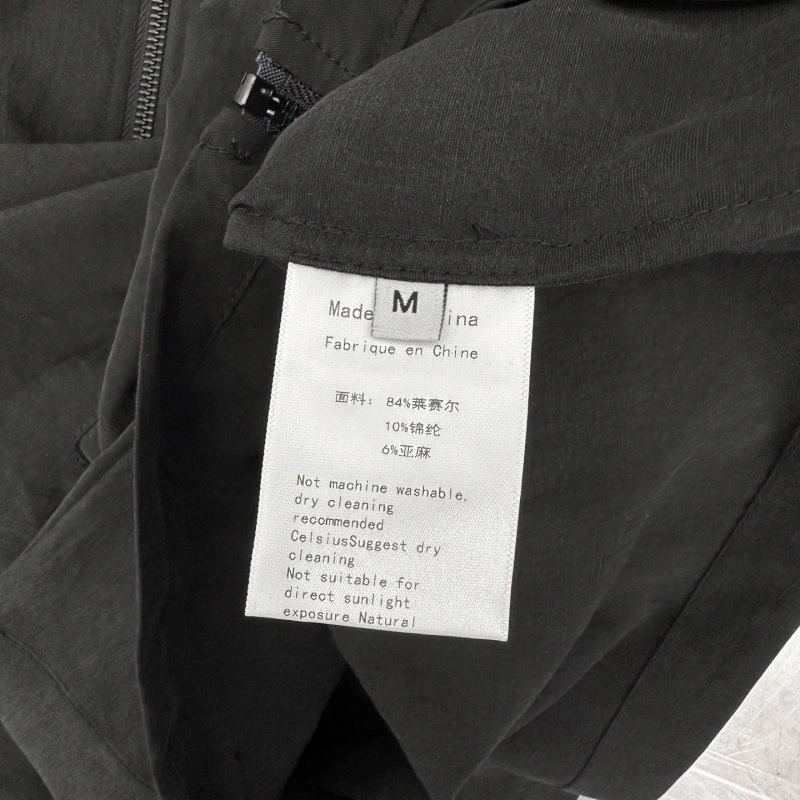 M
Made ina
Fabrique en Chine
面料：84%莱赛尔
10%锦纶
6%亚麻
Not machine washable,
dry cleaning
recommended
CelsiusSuggest dry
cleaning
Not suitable for
direct sunlight
exposure Natural